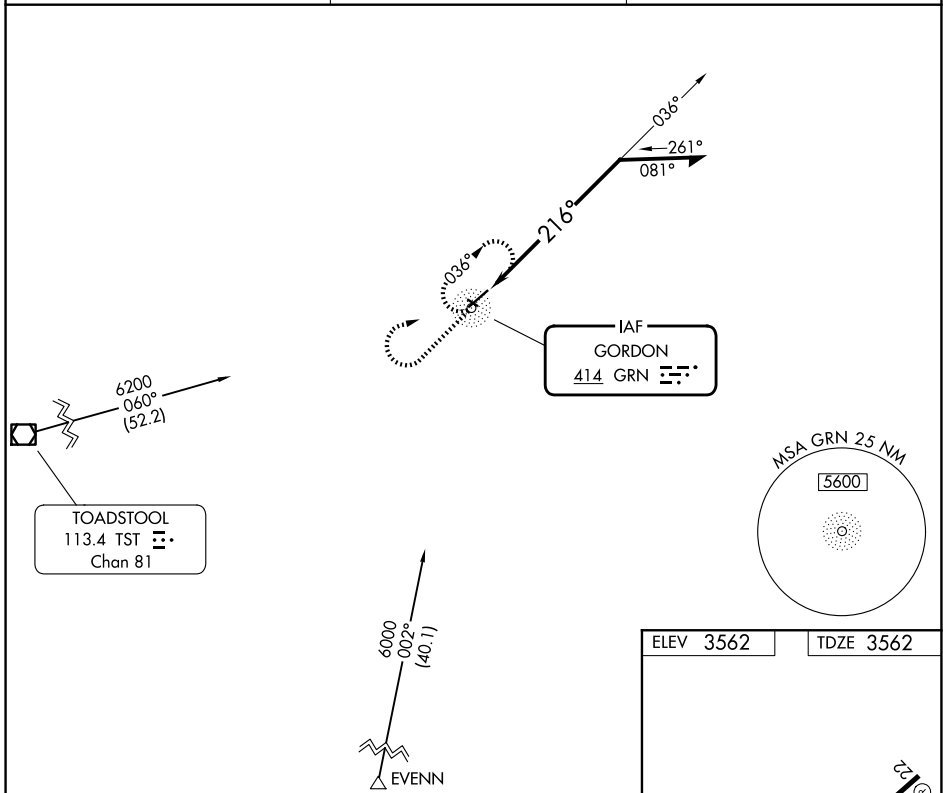 036°
261°
081°
216°
036°
IAF
GORDON
414 GRN
6200
060°
(52.2)
TOADSTOOL
113.4 TST
Chan 81
MSA GRN 25 NM
5600
6000
002°
(40.1)
EVENN
ELEV 3562
TDZE 3562
22